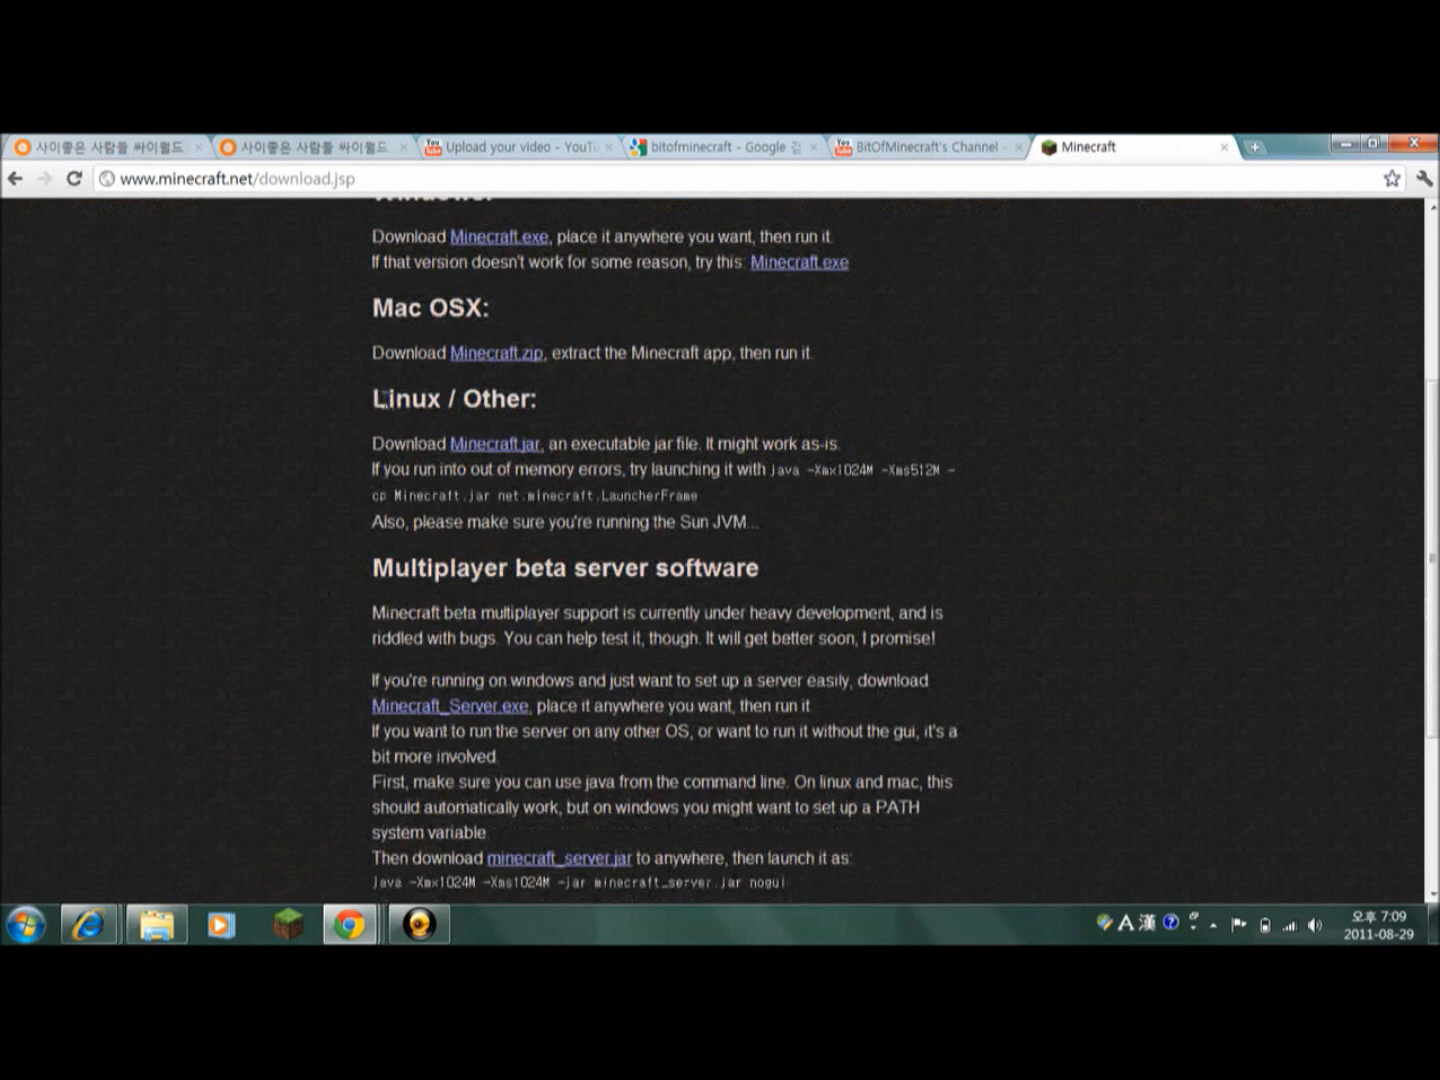 사이좋은 사람들 싸이월드
사이좋은 사람들 싸이월드
Upload your video - YouTu
bitofminecraft - Google 검
BitOfMinecraft's Channel -
Minecraft
www.minecraft.net/download.jsp
Download Minecraft.exe, place it anywhere you want, then run it.
If that version doesn't work for some reason, try this: Minecraft.exe
Mac OSX:
Download Minecraft.zip, extract the Minecraft app, then run it.
Linux / Other:
Download Minecraft.jar, an executable jar file. It might work as-is.
If you run into out of memory errors, try launching it with java -Xmx1024M -Xms512M -
cp Minecraft.jar net.minecraft.LauncherFrame
Also, please make sure you're running the Sun JVM...
Multiplayer beta server software
Minecraft beta multiplayer support is currently under heavy development, and is
riddled with bugs. You can help test it, though. It will get better soon, I promise!
If you're running on windows and just want to set up a server easily, download
Minecraft_Server.exe, place it anywhere you want, then run it.
If you want to run the server on any other OS, or want to run it without the gui, it's a
bit more involved.
First, make sure you can use java from the command line. On linux and mac, this
should automatically work, but on windows you might want to set up a PATH
system variable.
Then download minecraft_server.jar to anywhere, then launch it as:
java -Xmx1024M -Xms1024M -jar minecraft_server.jar nogui
A 漢
오후 7:09
2011-08-29